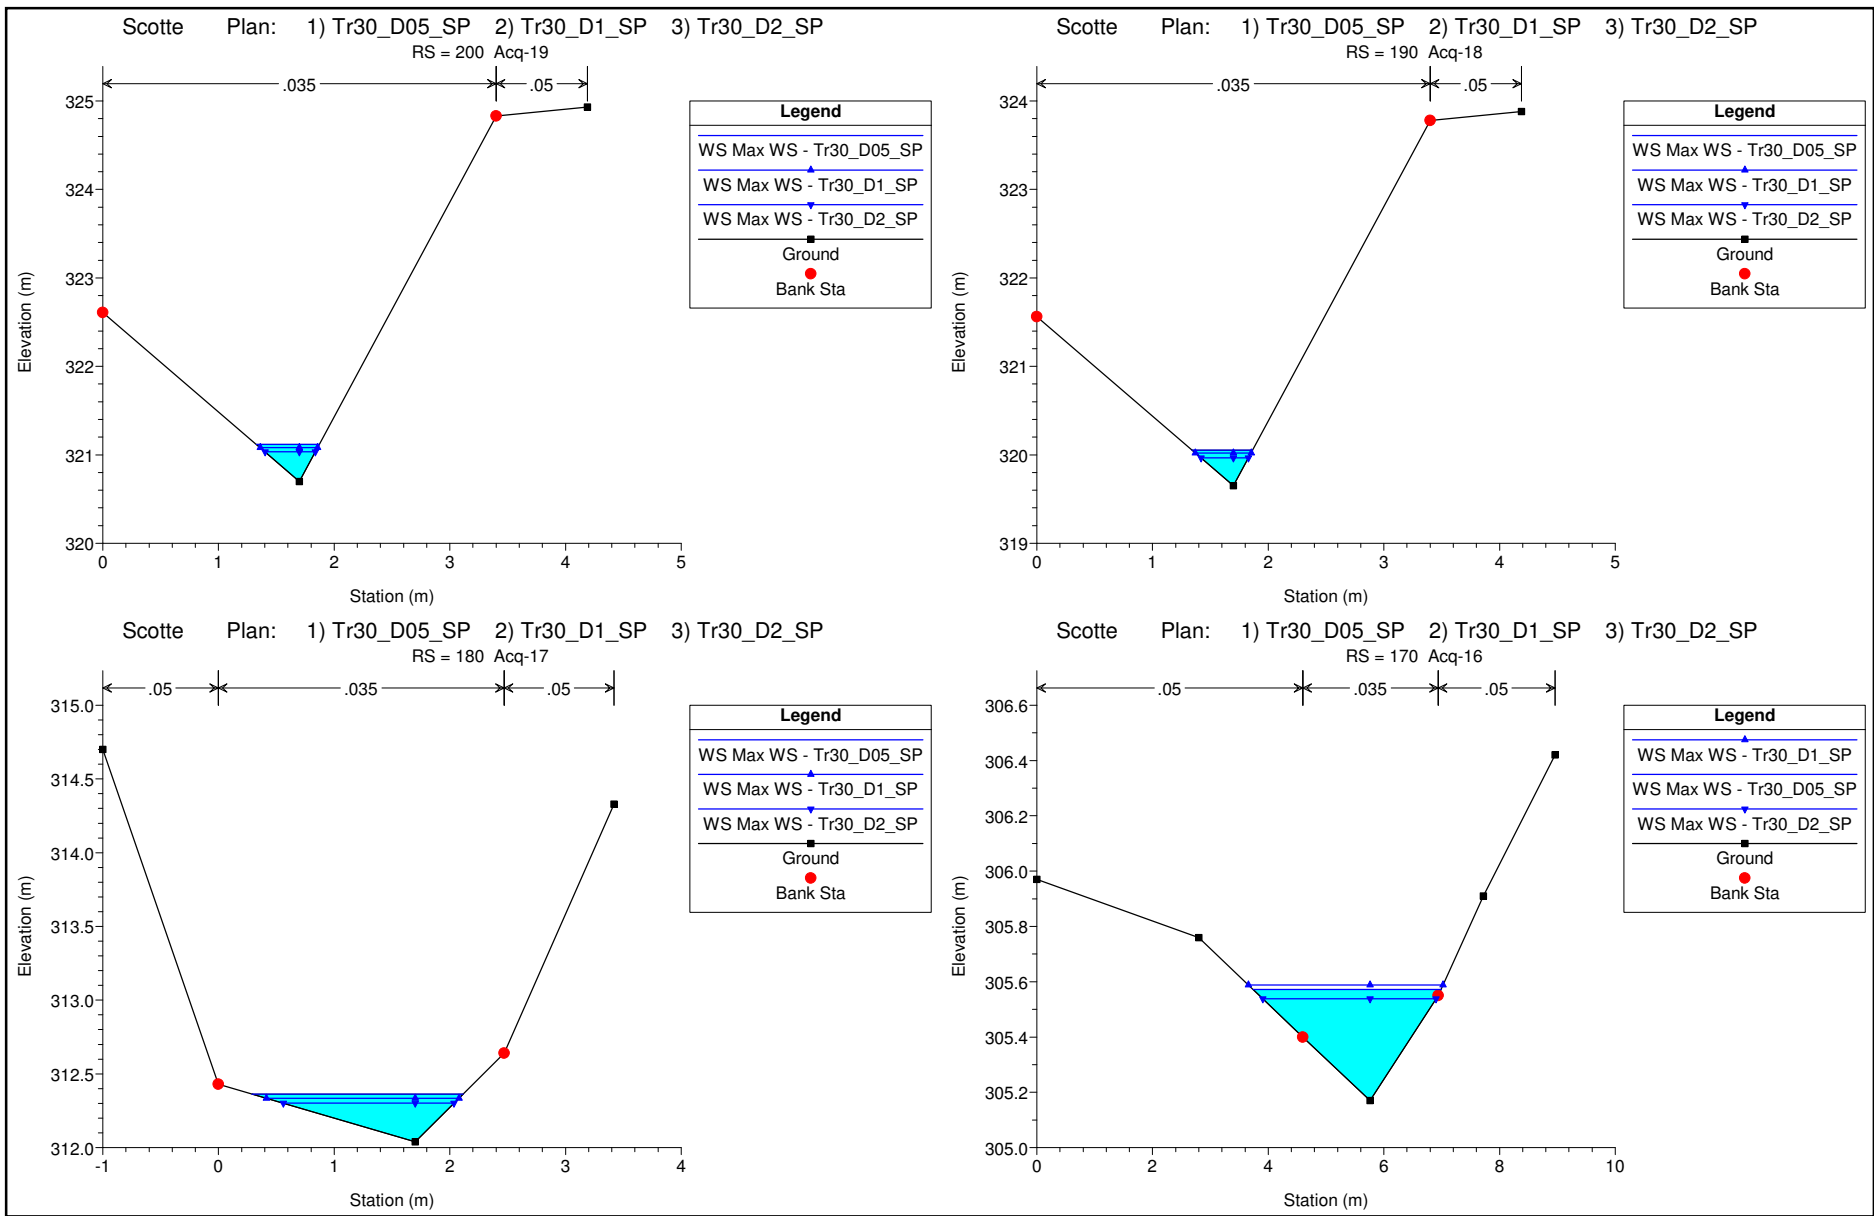 Scotte Plan: 1) Tr30_D05_SP 2) Tr30_D1_SP 3) Tr30_D2_SP
RS = 200 Acq-19
.035 .05
Elevation (m)
325
324
323
322
321
320
0 1 2 3 4 5
Station (m)
Legend
WS Max WS - Tr30_D05_SP
WS Max WS - Tr30_D1_SP
WS Max WS - Tr30_D2_SP
Ground
Bank Sta
Scotte Plan: 1) Tr30_D05_SP 2) Tr30_D1_SP 3) Tr30_D2_SP
RS = 190 Acq-18
.035 .05
Elevation (m)
324
323
322
321
320
319
0 1 2 3 4 5
Station (m)
Legend
WS Max WS - Tr30_D05_SP
WS Max WS - Tr30_D1_SP
WS Max WS - Tr30_D2_SP
Ground
Bank Sta
Scotte Plan: 1) Tr30_D05_SP 2) Tr30_D1_SP 3) Tr30_D2_SP
RS = 180 Acq-17
.05 .035 .05
Elevation (m)
315.0
314.5
314.0
313.5
313.0
312.5
312.0
-1 0 1 2 3 4
Station (m)
Legend
WS Max WS - Tr30_D05_SP
WS Max WS - Tr30_D1_SP
WS Max WS - Tr30_D2_SP
Ground
Bank Sta
Scotte Plan: 1) Tr30_D05_SP 2) Tr30_D1_SP 3) Tr30_D2_SP
RS = 170 Acq-16
.05 .035 .05
Elevation (m)
306.6
306.4
306.2
306.0
305.8
305.6
305.4
305.2
305.0
0 2 4 6 8 10
Station (m)
Legend
WS Max WS - Tr30_D1_SP
WS Max WS - Tr30_D05_SP
WS Max WS - Tr30_D2_SP
Ground
Bank Sta